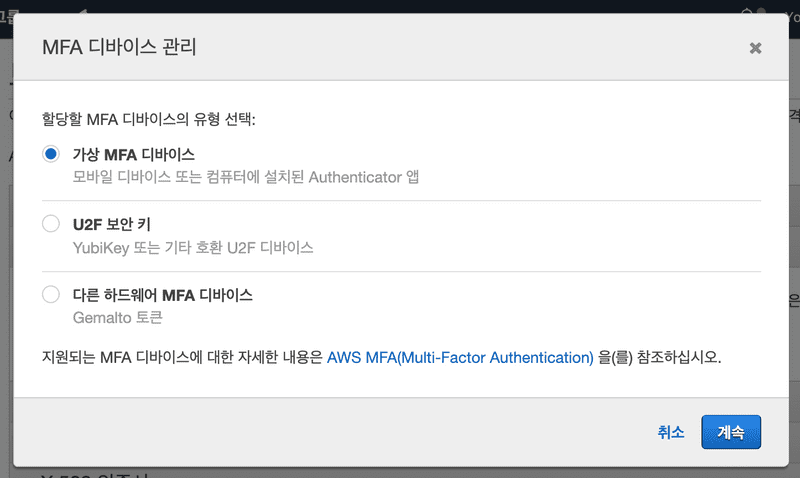 그룹
MFA 디바이스 관리
할당할 MFA 디바이스의 유형 선택:
가상 MFA 디바이스
모바일 디바이스 또는 컴퓨터에 설치된 Authenticator 앱
U2F 보안 키
YubiKey 또는 기타 호환 U2F 디바이스
다른 하드웨어 MFA 디바이스
Gemalto 토큰
지원되는 MFA 디바이스에 대한 자세한 내용은 AWS MFA(Multi-Factor Authentication) 을(를) 참조하십시오.
취소
계속